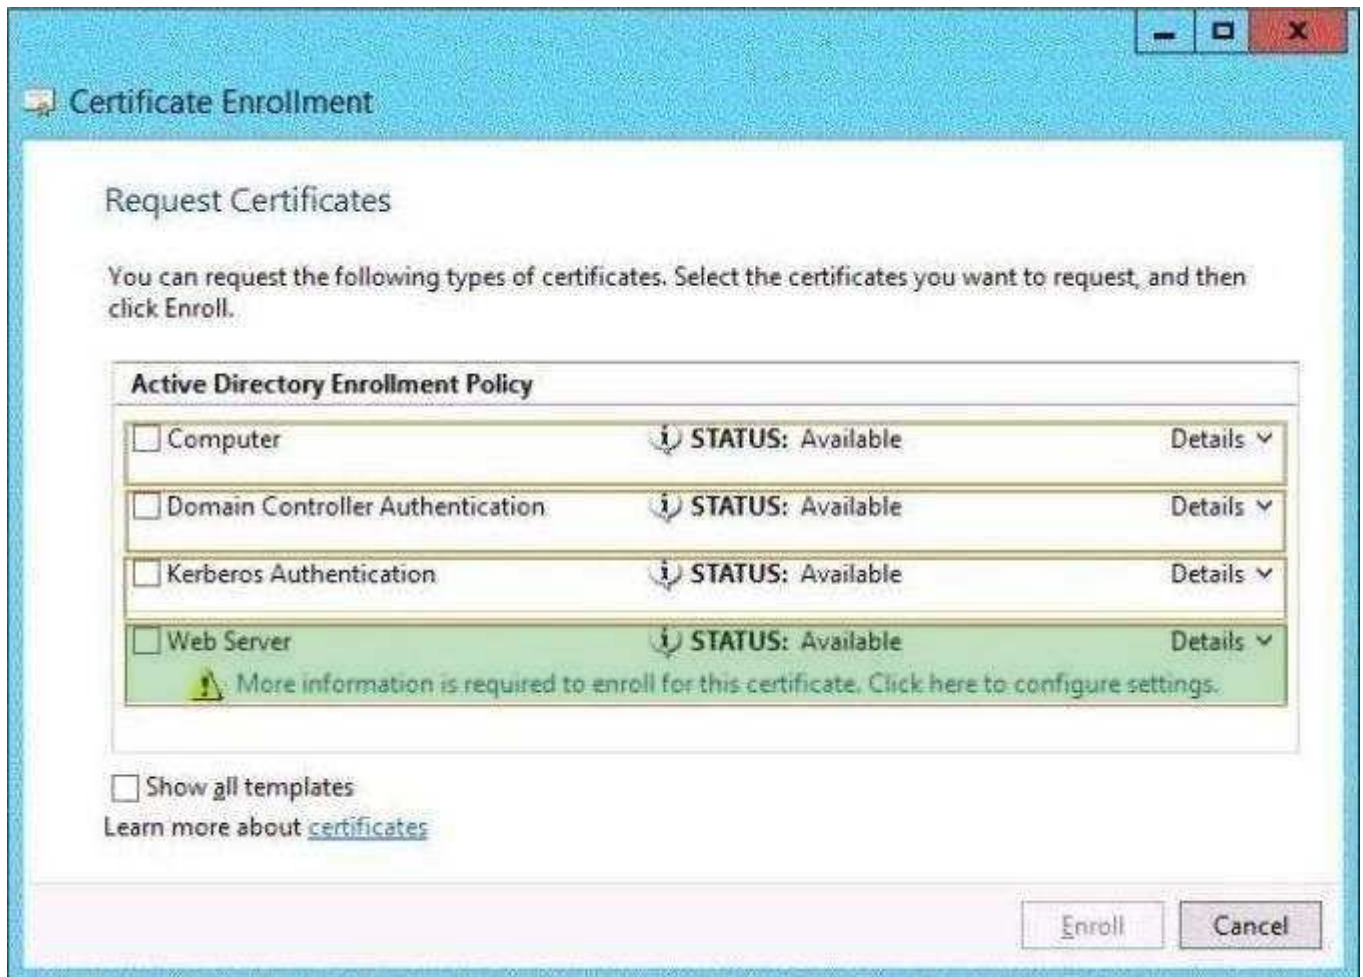 Certificate Enrollment
Request Certificates
You can request the following types of certificates. Select the certificates you want to request, and then
click Enroll.
Active Directory Enrollment Policy
Computer STATUS: Available Details
Domain Controller Authentication STATUS: Available Details
Kerberos Authentication STATUS: Available Details
Web Server STATUS: Available Details
More information is required to enroll for this certificate. Click here to configure settings.
Show all templates
Learn more about certificates
Enroll Cancel